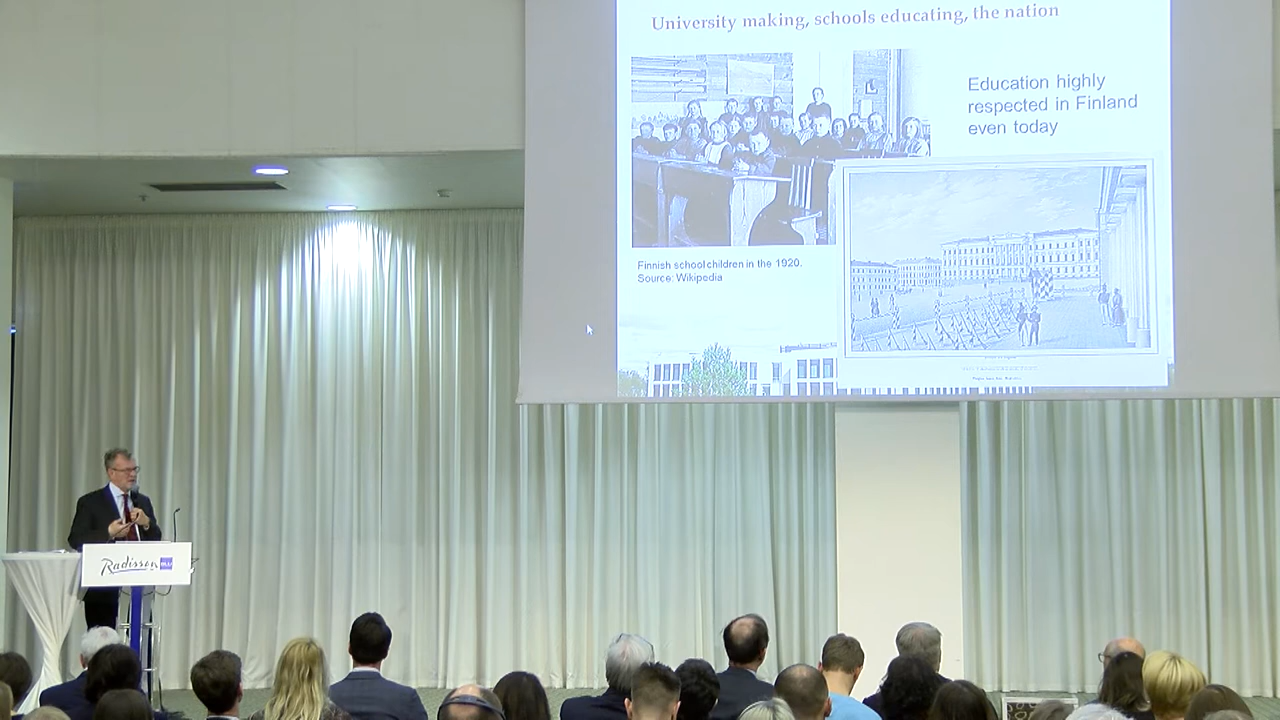 University making, schools educating, the nation
Education highly
respected in Finland
even today
Finnish schoolchildren in the 1920.
Source: Wikipedia
Radisson
BLU